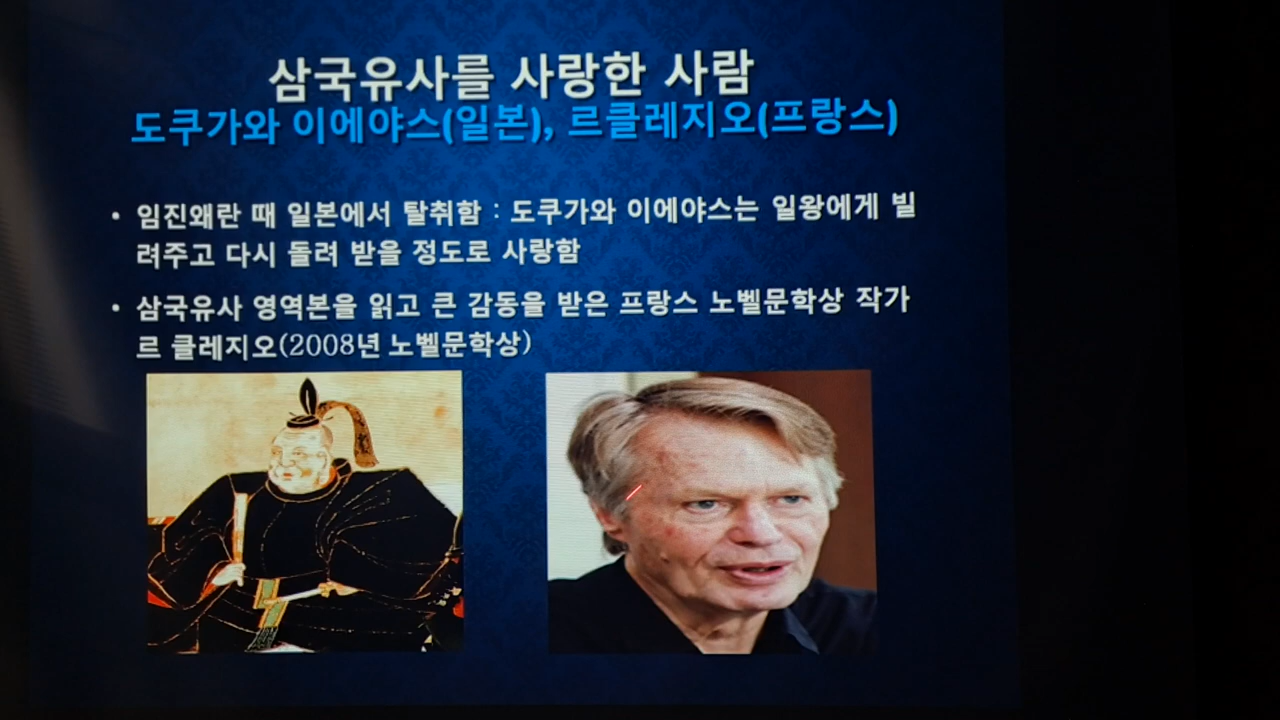 삼국유사를 사랑한 사람
도쿠가와 이에야스(일본), 르클레지오(프랑스)
• 임진왜란 때 일본에서 탈취함 : 도쿠가와 이에야스는 일왕에게 빌
려주고 다시 돌려 받을 정도로 사랑함
• 삼국유사 영역본을 읽고 큰 감동을 받은 프랑스 노벨문학상 작가
르 클레지오(2008년 노벨문학상)